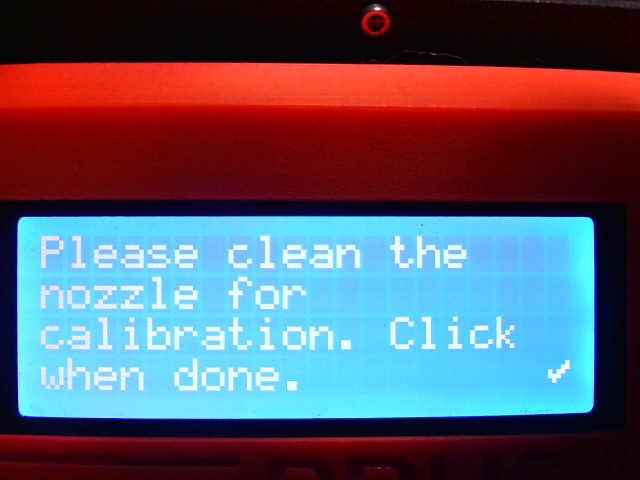 Please clean the
nozzle for
calibration. Click
when done. ✓